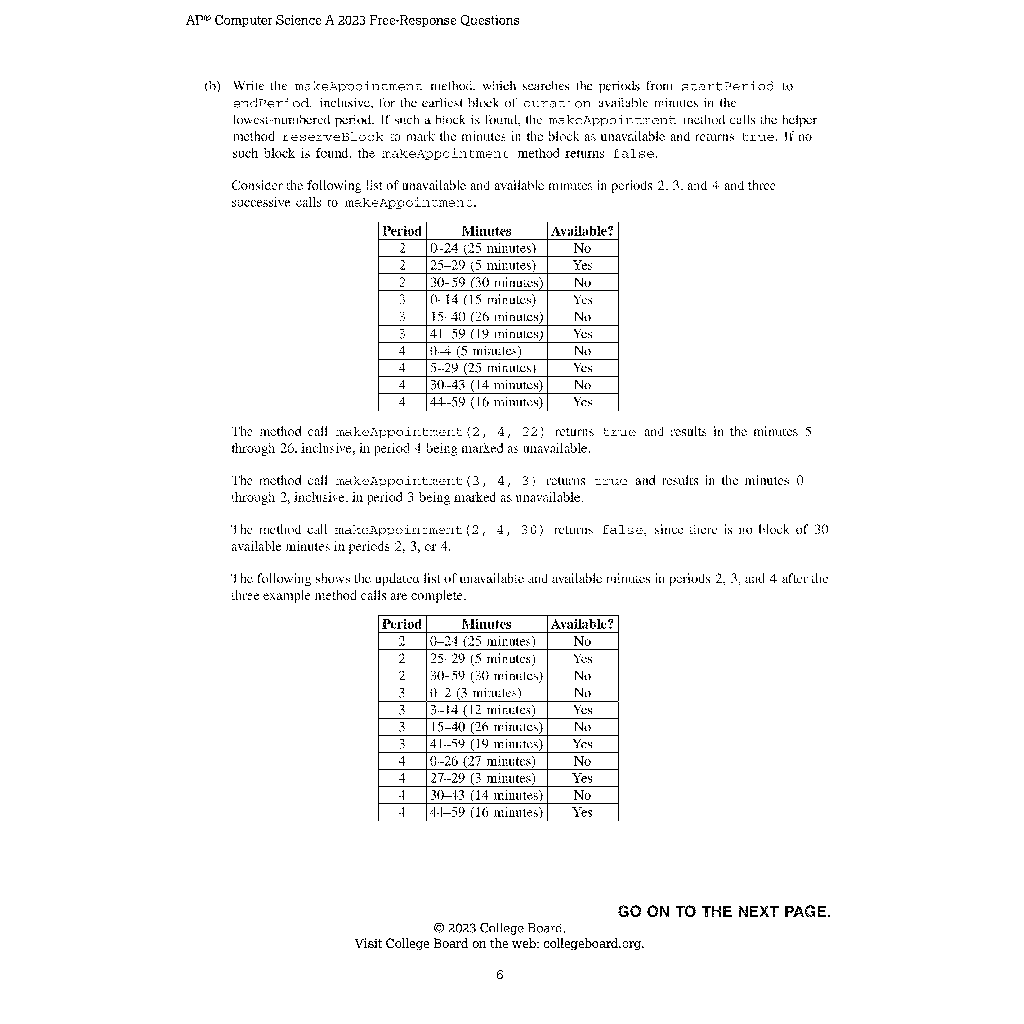 AP® Computer Science A 2023 Free-Response Questions
(b) Write the makeAppointment method, which searches the periods from startPeriod to
endPeriod, inclusive, for the earliest block of duration available minutes in the
lowest-numbered period. If such a block is found, the makeAppointment method calls the helper
method reserveBlock to mark the minutes in the block as unavailable and returns true. If no
such block is found, the makeAppointment method returns false.
Consider the following list of unavailable and available minutes in periods 2, 3, and 4 and three
successive calls to makeAppointment.
Period Minutes Available?
2 0–24 (25 minutes) No
2 25–29 (5 minutes) Yes
2 30–59 (30 minutes) No
3 0–14 (15 minutes) Yes
3 15–40 (26 minutes) No
3 41–59 (19 minutes) Yes
4 0–4 (5 minutes) No
4 5–29 (25 minutes) Yes
4 30–43 (14 minutes) No
4 44–59 (16 minutes) Yes
The method call makeAppointment(2, 4, 22) returns true and results in the minutes 5
through 26, inclusive, in period 4 being marked as unavailable.
The method call makeAppointment(3, 4, 3) returns true and results in the minutes 0
through 2, inclusive, in period 3 being marked as unavailable.
The method call makeAppointment(2, 4, 30) returns false, since there is no block of 30
available minutes in periods 2, 3, or 4.
The following shows the updated list of unavailable and available minutes in periods 2, 3, and 4 after the
three example method calls are complete.
Period Minutes Available?
2 0–24 (25 minutes) No
2 25–29 (5 minutes) Yes
2 30–59 (30 minutes) No
3 0–2 (3 minutes) No
3 3–14 (12 minutes) Yes
3 15–40 (26 minutes) No
3 41–59 (19 minutes) Yes
4 0–26 (27 minutes) No
4 27–29 (3 minutes) Yes
4 30–43 (14 minutes) No
4 44–59 (16 minutes) Yes
GO ON TO THE NEXT PAGE.
© 2023 College Board.
Visit College Board on the web: collegeboard.org.
6